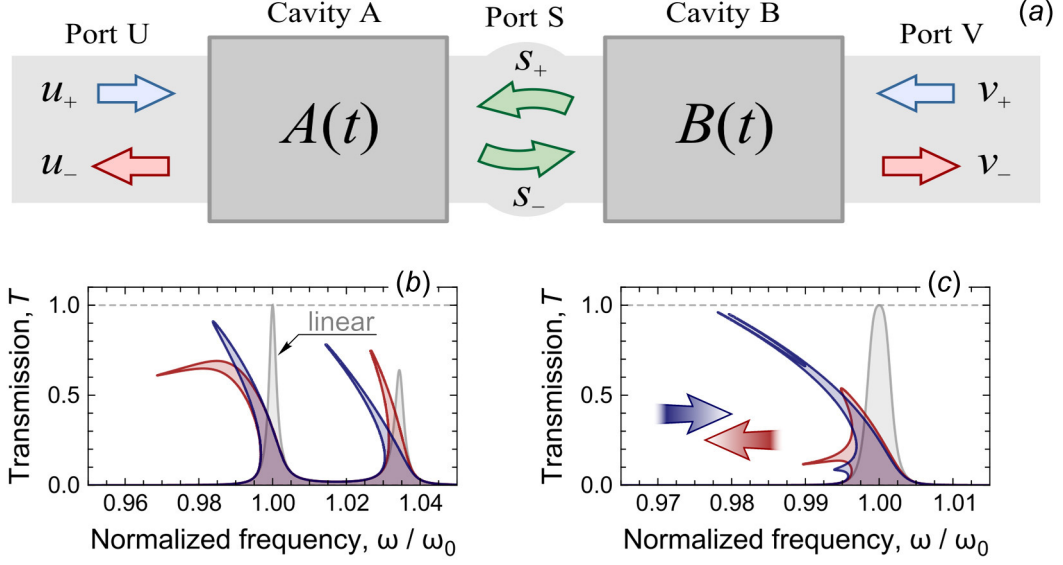 Cavity A Port S Cavity B (a)
Port U Port V
u₊ s₊ v₊
A(t) B(t)
u₋ s₋ v₋
(b)
Transmission, T
1.0
0.5
0.0
linear
0.96 0.98 1.00 1.02 1.04
Normalized frequency, ω / ω₀
(c)
Transmission, T
1.0
0.5
0.0
0.97 0.98 0.99 1.00 1.01
Normalized frequency, ω / ω₀